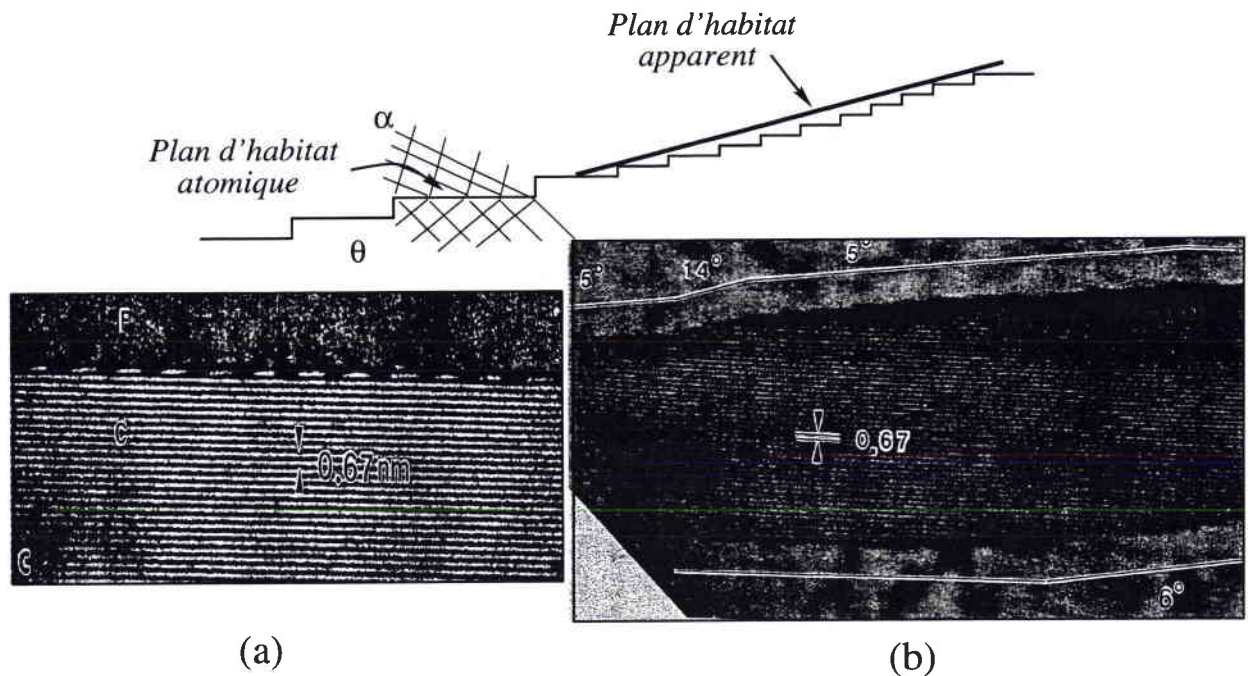 Plan d'habitat
apparent
α
Plan d'habitat
atomique
θ
5°
14°
5°
F
C
0,67nm
C
0,67
6°
(a)
(b)